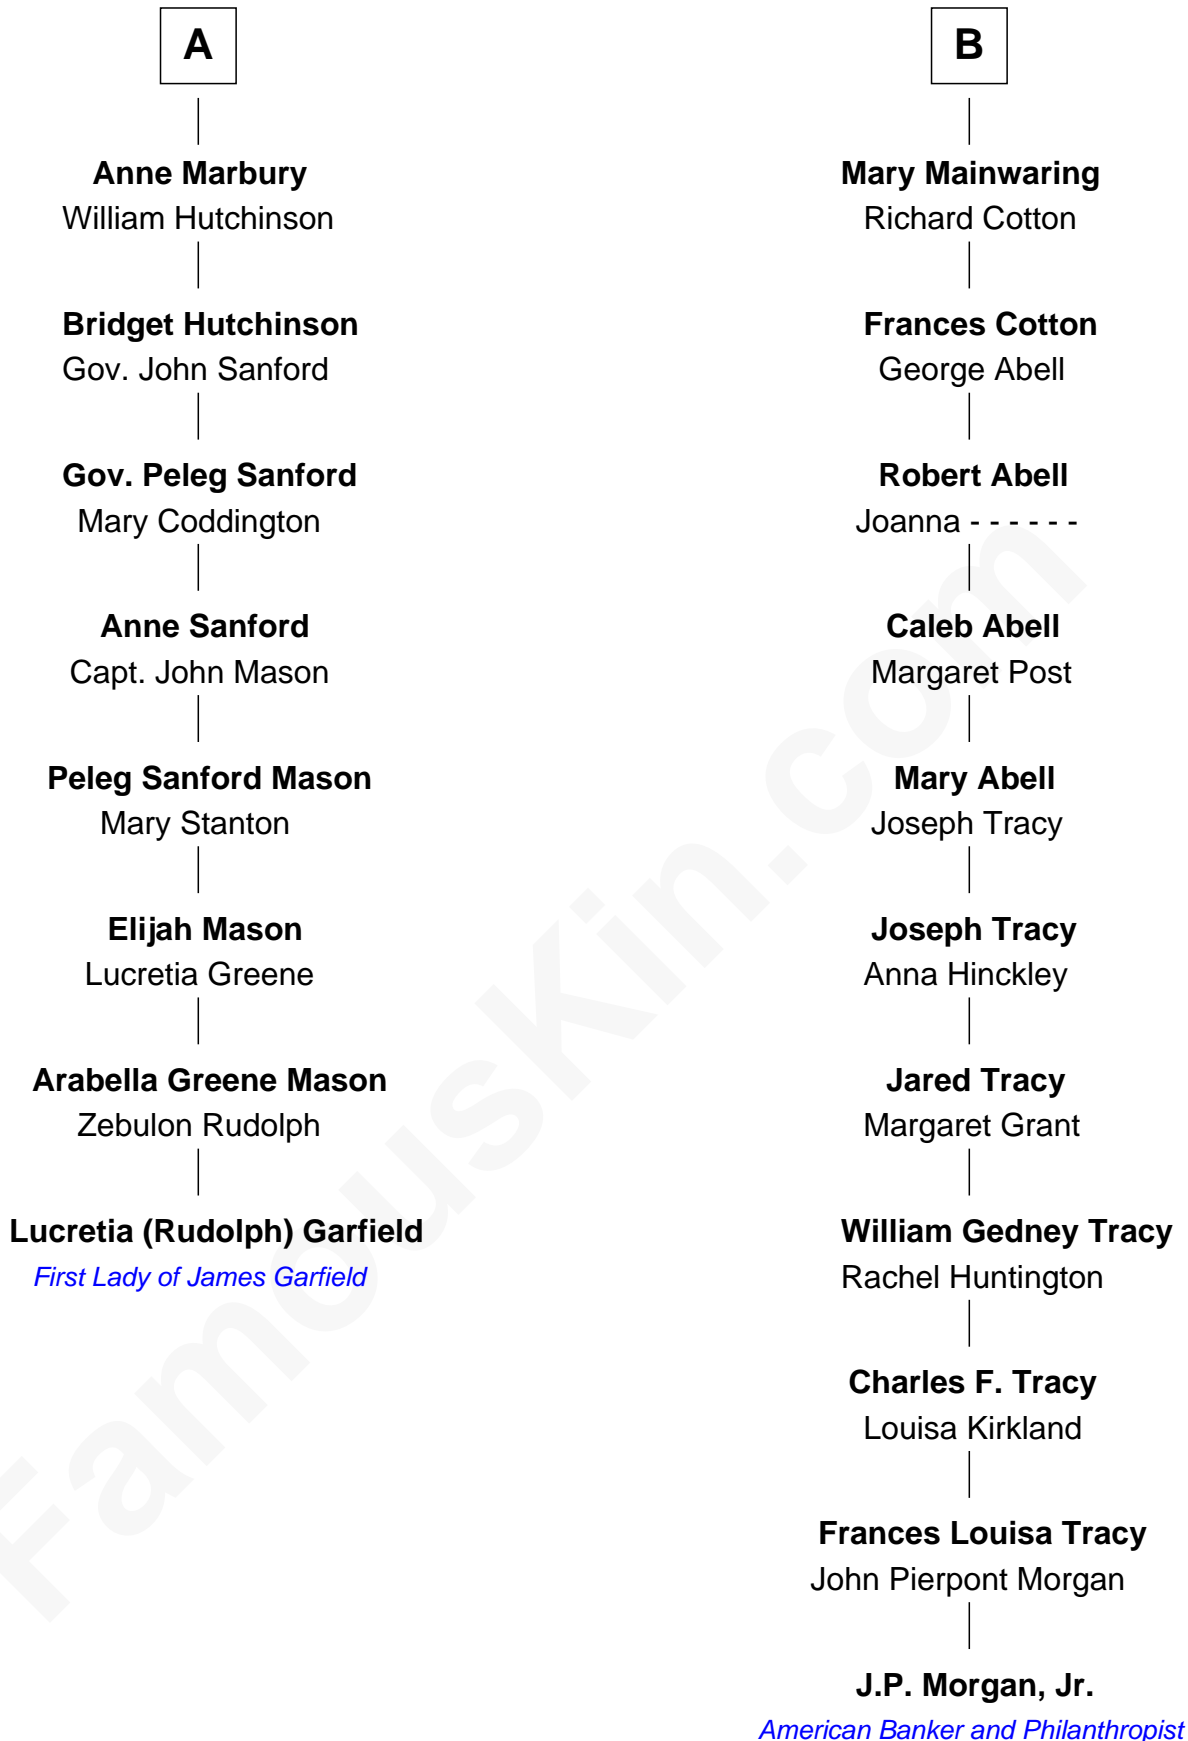 A
Anne Marbury
William Hutchinson
Bridget Hutchinson
Gov. John Sanford
Gov. Peleg Sanford
Mary Coddington
Anne Sanford
Capt. John Mason
Peleg Sanford Mason
Mary Stanton
Elijah Mason
Lucretia Greene
Arabella Greene Mason
Zebulon Rudolph
Lucretia (Rudolph) Garfield
First Lady of James Garfield
B
Mary Mainwaring
Richard Cotton
Frances Cotton
George Abell
Robert Abell
Joanna - - - - - -
Caleb Abell
Margaret Post
Mary Abell
Joseph Tracy
Joseph Tracy
Anna Hinckley
Jared Tracy
Margaret Grant
William Gedney Tracy
Rachel Huntington
Charles F. Tracy
Louisa Kirkland
Frances Louisa Tracy
John Pierpont Morgan
J.P. Morgan, Jr.
American Banker and Philanthropist
FamousKin.com